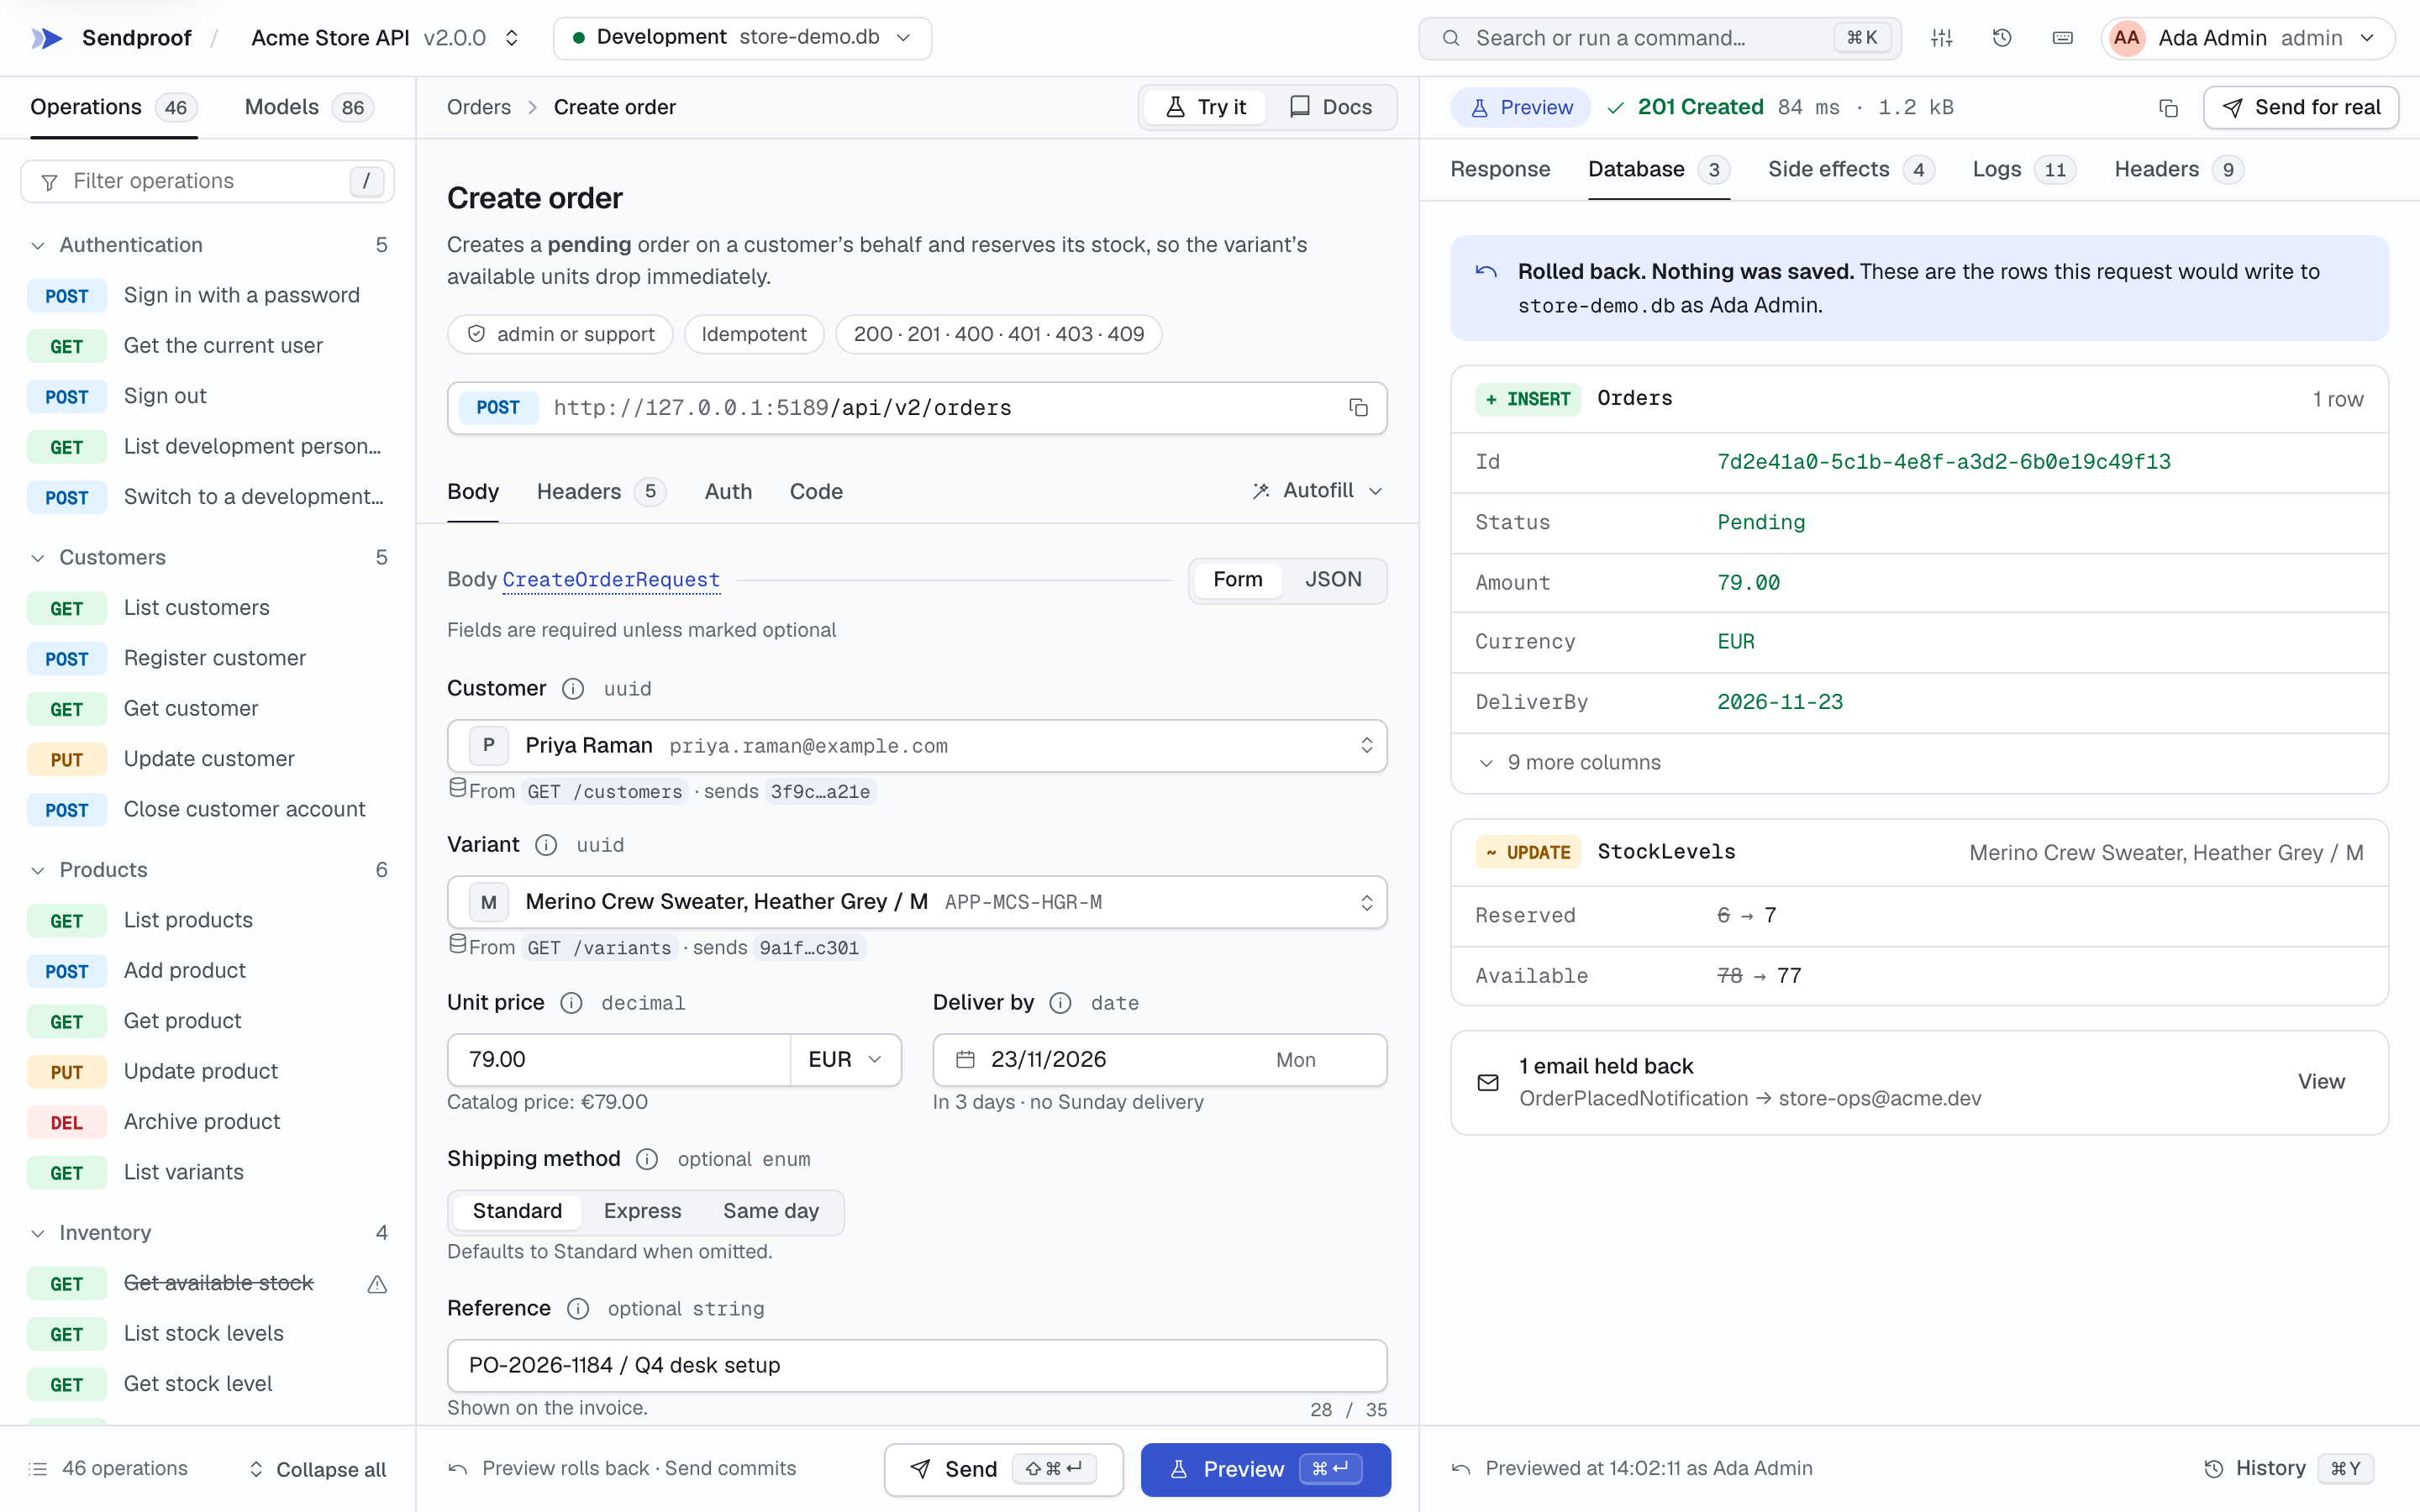 Sendproof / Acme Store API v2.0.0
Development store-demo.db
Search or run a command... ⌘K
AA Ada Admin admin
Operations 46 Models 86
Filter operations /
Authentication 5
POST Sign in with a password
GET Get the current user
POST Sign out
GET List development person...
POST Switch to a development...
Customers 5
GET List customers
POST Register customer
GET Get customer
PUT Update customer
POST Close customer account
Products 6
GET List products
POST Add product
GET Get product
PUT Update product
DEL Archive product
GET List variants
Inventory 4
GET Get available stock
GET List stock levels
GET Get stock level
46 operations Collapse all
Orders > Create order
Try it Docs
Create order
Creates a pending order on a customer’s behalf and reserves its stock, so the variant’s
available units drop immediately.
admin or support Idempotent 200 · 201 · 400 · 401 · 403 · 409
POST http://127.0.0.1:5189/api/v2/orders
Body Headers 5 Auth Code Autofill
Body CreateOrderRequest Form JSON
Fields are required unless marked optional
Customer uuid
P Priya Raman priya.raman@example.com
From GET /customers · sends 3f9c…a21e
Variant uuid
M Merino Crew Sweater, Heather Grey / M APP-MCS-HGR-M
From GET /variants · sends 9a1f…c301
Unit price decimal
79.00 EUR
Catalog price: €79.00
Deliver by date
23/11/2026 Mon
In 3 days · no Sunday delivery
Shipping method optional enum
Standard Express Same day
Defaults to Standard when omitted.
Reference optional string
PO-2026-1184 / Q4 desk setup
Shown on the invoice. 28 / 35
Preview rolls back · Send commits
Send ⇧⌘↵
Preview ⌘↵
Preview 201 Created 84 ms · 1.2 kB
Send for real
Response Database 3 Side effects 4 Logs 11 Headers 9
Rolled back. Nothing was saved. These are the rows this request would write to
store-demo.db as Ada Admin.
+ INSERT Orders 1 row
Id 7d2e41a0-5c1b-4e8f-a3d2-6b0e19c49f13
Status Pending
Amount 79.00
Currency EUR
DeliverBy 2026-11-23
9 more columns
~ UPDATE StockLevels Merino Crew Sweater, Heather Grey / M
Reserved 6 → 7
Available 78 → 77
1 email held back
OrderPlacedNotification → store-ops@acme.dev
View
Previewed at 14:02:11 as Ada Admin
History ⌘Y